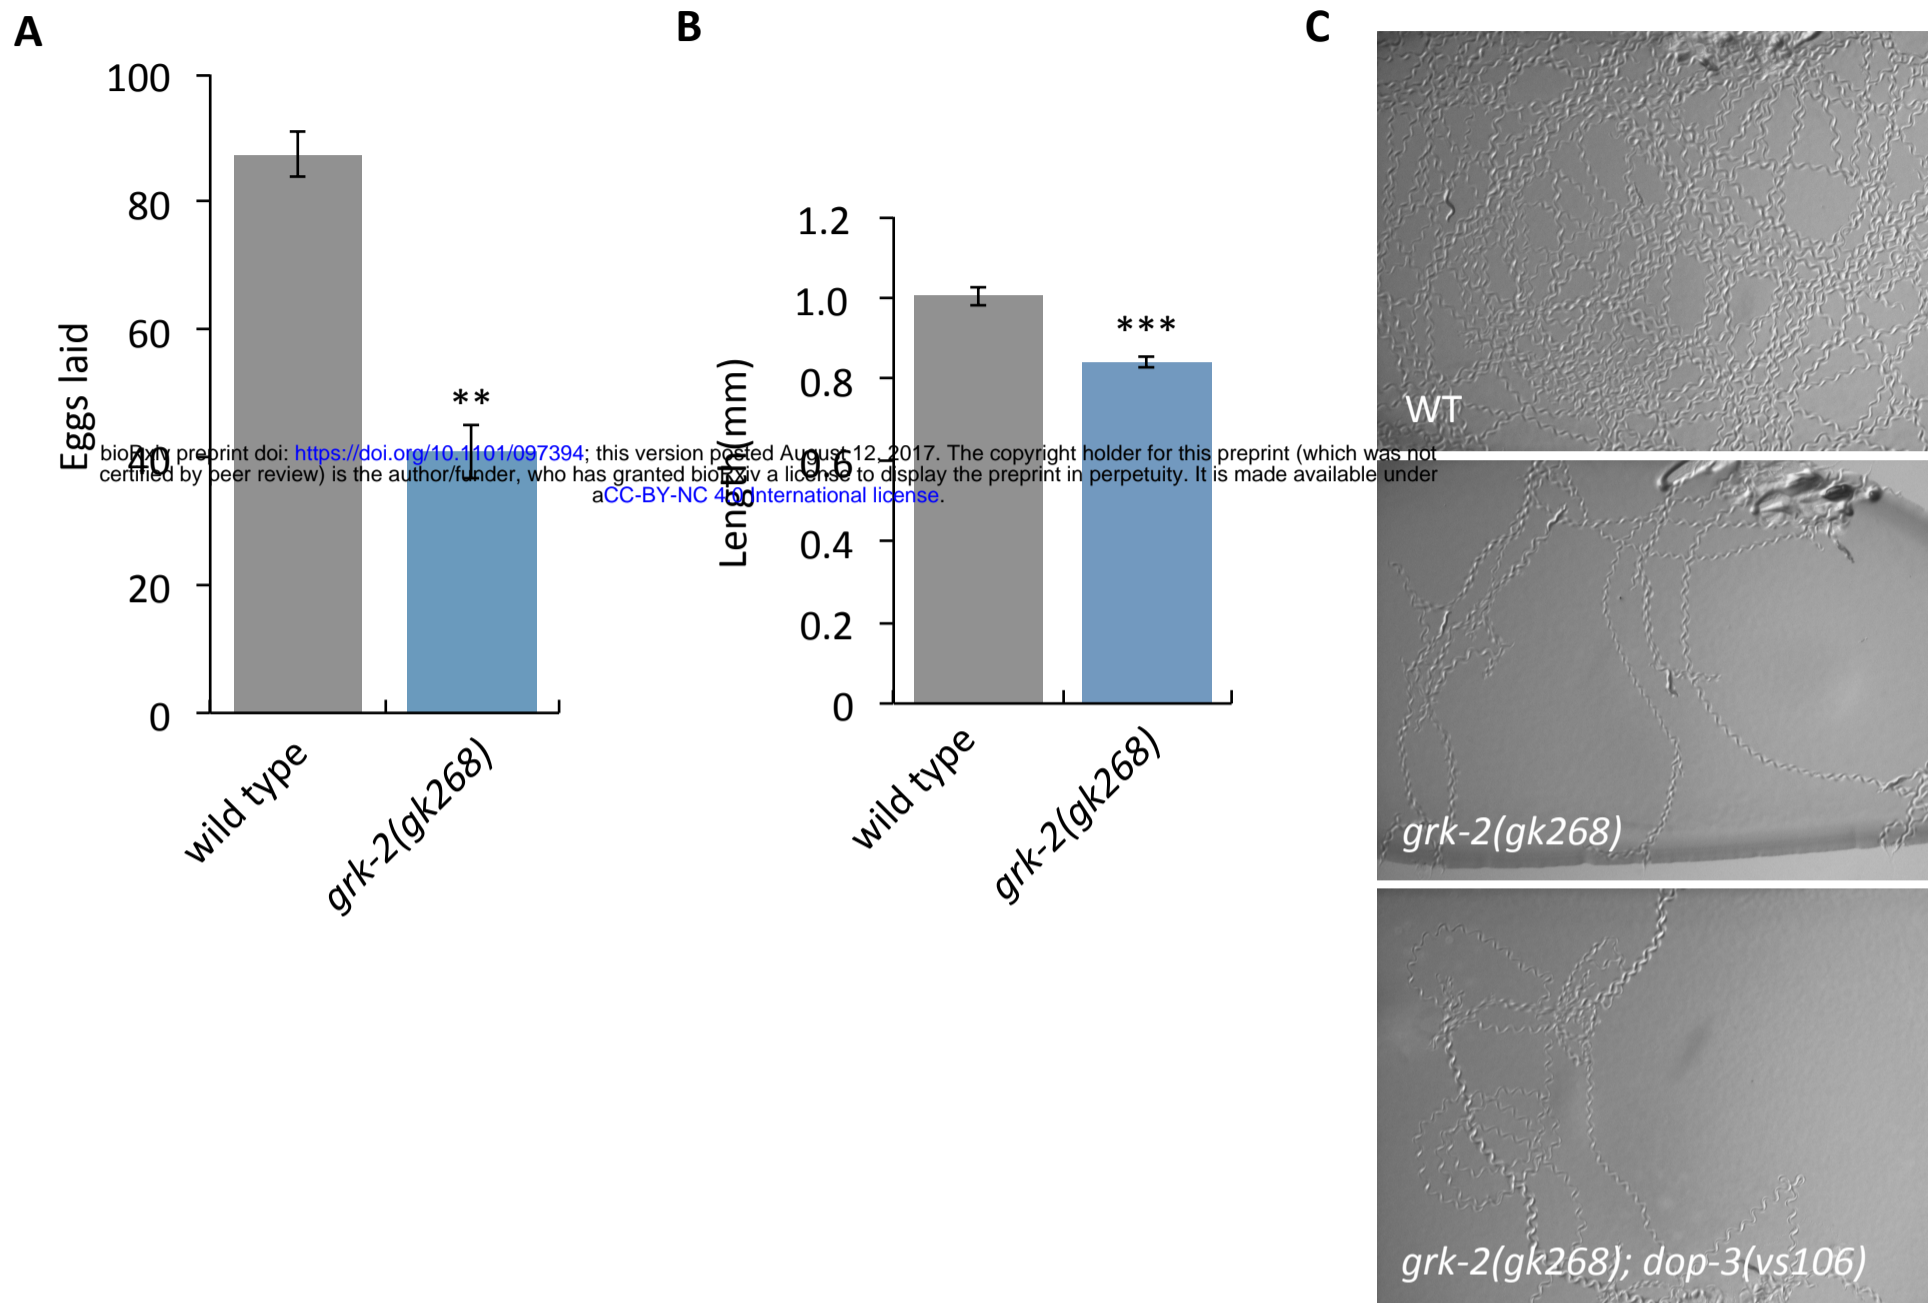 A
100
80
60
40
20
0
Eggs laid
**
wild type
grk-2(gk268)
B
1.2
1.0
0.8
0.6
0.4
0.2
0
Length(mm)
***
wild type
grk-2(gk268)
C
WT
grk-2(gk268)
grk-2(gk268); dop-3(vs106)
bioRxiv preprint doi: https://doi.org/10.1101/097394; this version posted August 12, 2017. The copyright holder for this preprint (which was not
certified by peer review) is the author/funder, who has granted bioRxiv a license to display the preprint in perpetuity. It is made available under
aCC-BY-NC 4.0 International license.